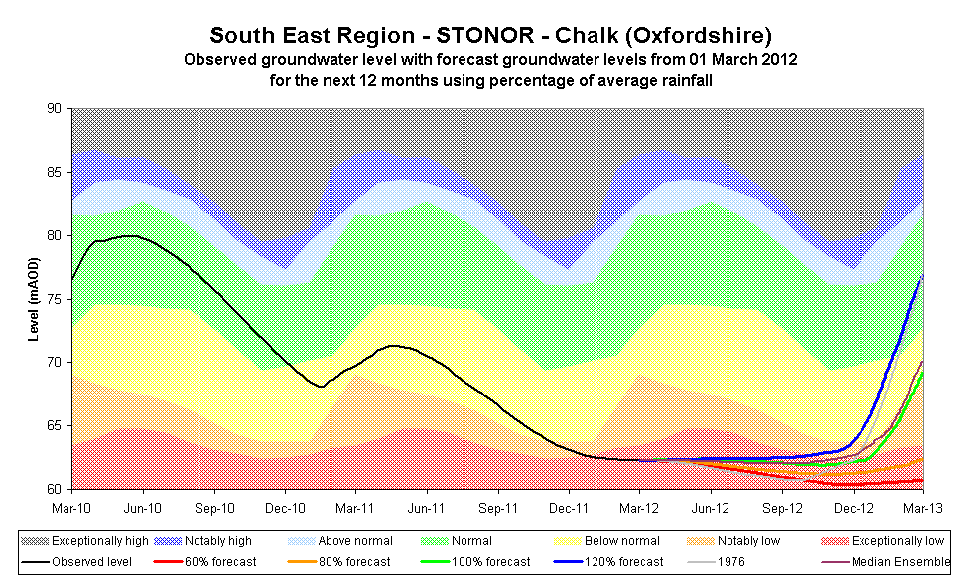 South East Region - STONOR - Chalk (Oxfordshire)
Observed groundwater level with forecast groundwater levels from 01 March 2012
for the next 12 months using percentage of average rainfall
90
85
80
75
70
65
60
Level (mAOD)
Mar-10 Jun-10 Sep-10 Dec-10 Mar-11 Jun-11 Sep-11 Dec-11 Mar-12 Jun-12 Sep-12 Dec-12 Mar-13
Exceptionally high Notably high Above normal Normal Below normal Notably low Exceptionally low
Observed level 60% forecast 80% forecast 100% forecast 120% forecast 1976 Median Ensemble